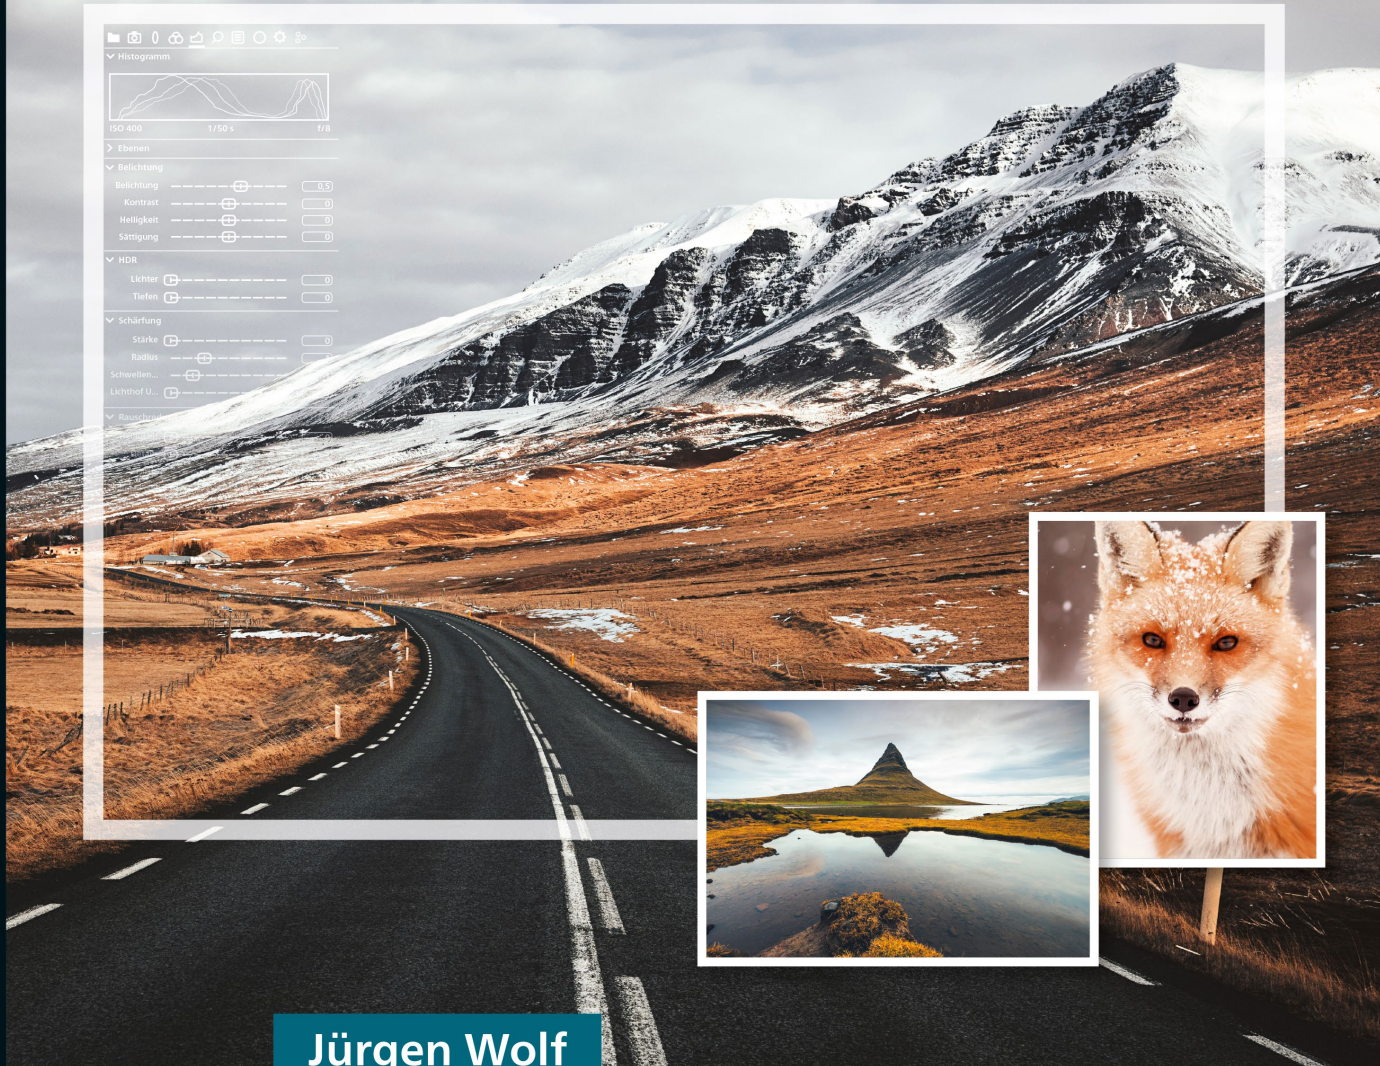 Histogramm
ISO 400 1/50 s f/8
Ebenen
Belichtung
Belichtung 0,5
Kontrast 0
Helligkeit 0
Sättigung 0
HDR
Lichter 0
Tiefen 0
Schärfung
Stärke 0
Radius
Schwellen...
Lichthof U...
Jürgen Wolf